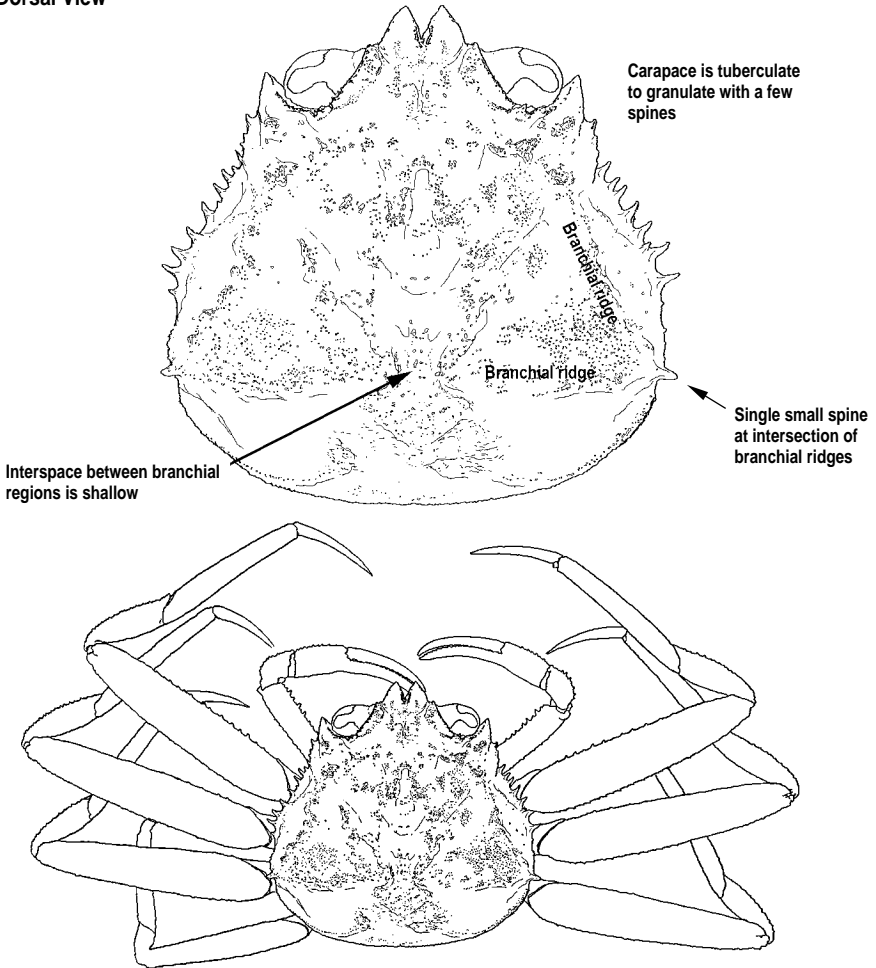 Dorsal View
Carapace is tuberculate
to granulate with a few
spines
Branchial ridge
Branchial ridge
Single small spine
at intersection of
branchial ridges
Interspace between branchial
regions is shallow